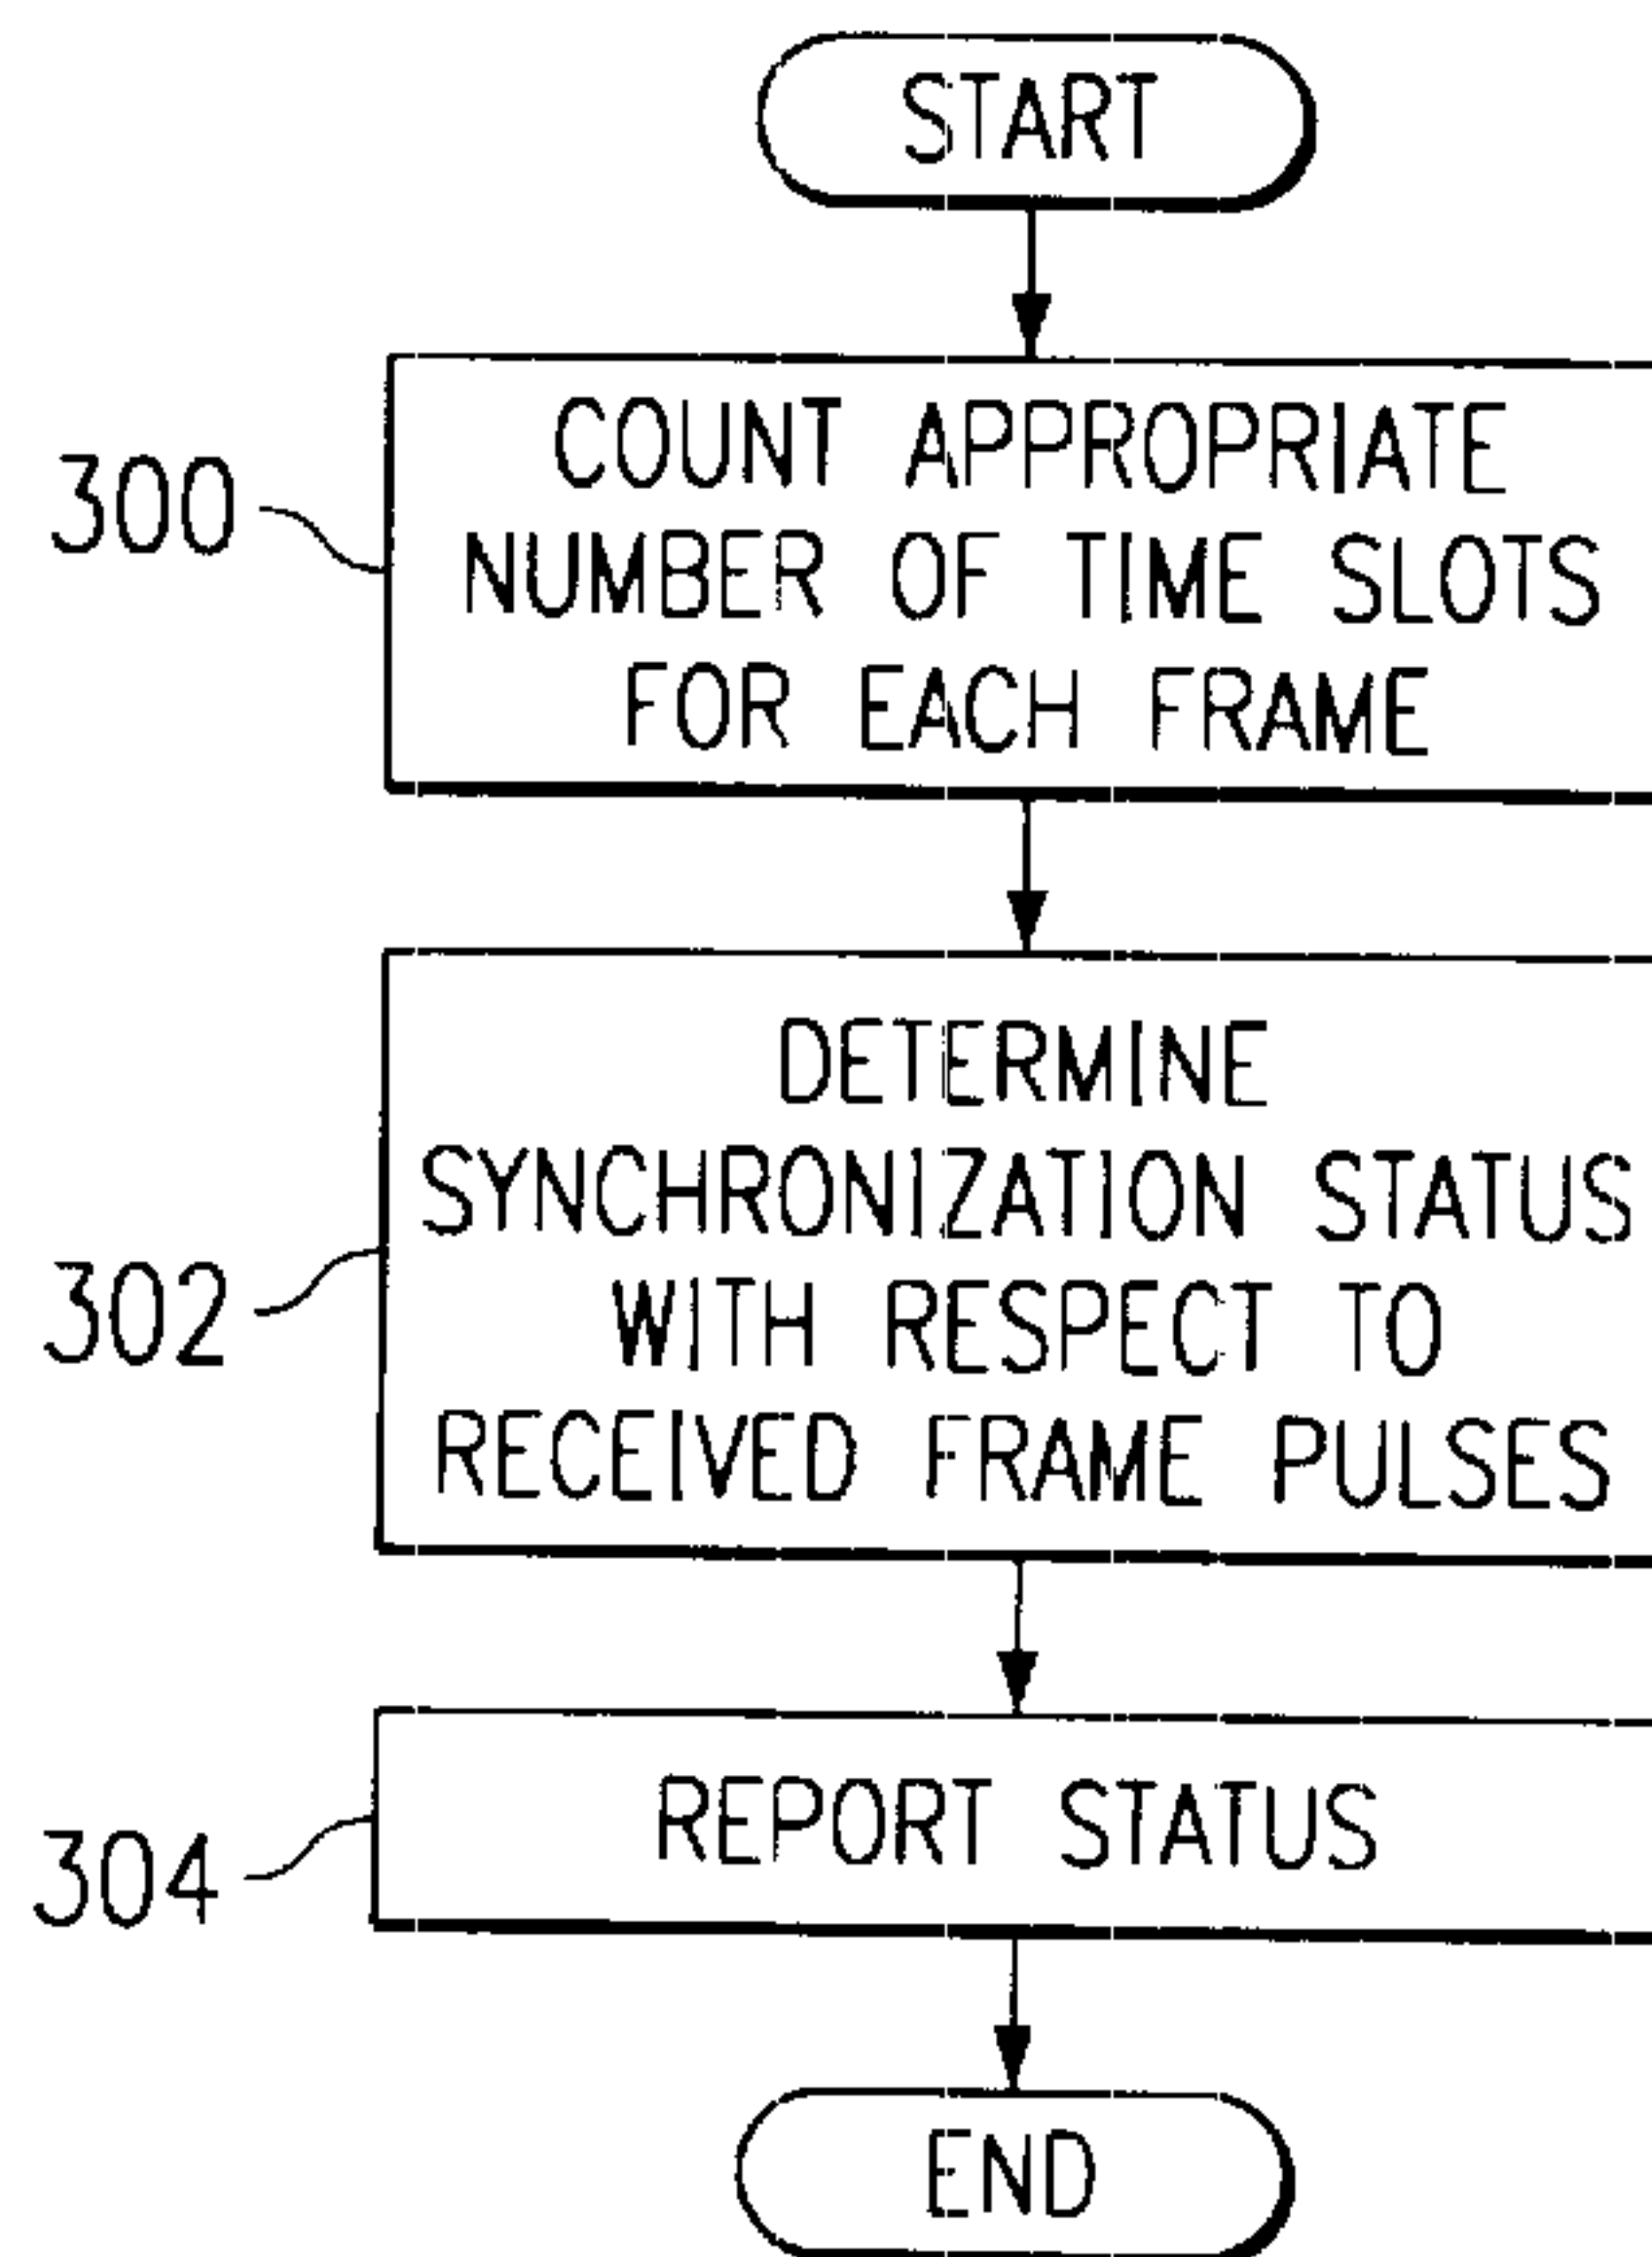 START
300
COUNT APPROPRIATE
NUMBER OF TIME SLOTS
FOR EACH FRAME
302
DETERMINE
SYNCHRONIZATION STATUS
WITH RESPECT TO
RECEIVED FRAME PULSES
304
REPORT STATUS
END